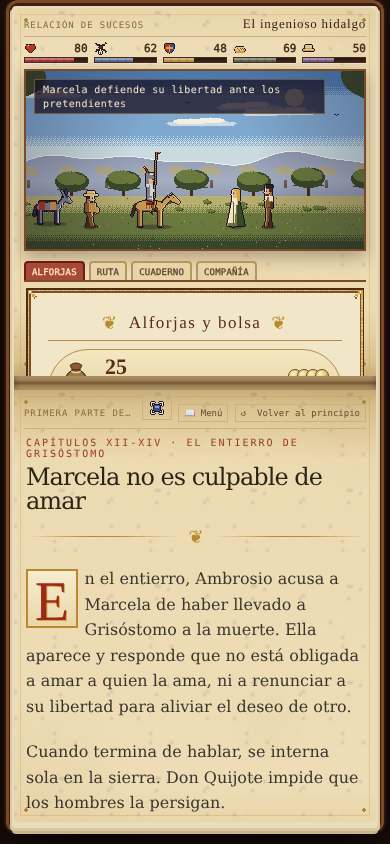 RELACIÓN DE SUCESOS
El ingenioso hidalgo
80 62 48 69 50
Marcela defiende su libertad ante los
pretendientes
ALFORJAS RUTA CUADERNO COMPAÑÍA
Alforjas y bolsa
25
PRIMERA PARTE DE… Menú ↺ Volver al principio
CAPÍTULOS XII-XIV · EL ENTIERRO DE
GRISÓSTOMO
Marcela no es culpable de
amar
En el entierro, Ambrosio acusa a
Marcela de haber llevado a
Grisóstomo a la muerte. Ella
aparece y responde que no está obligada
a amar a quien la ama, ni a renunciar a
su libertad para aliviar el deseo de otro.
Cuando termina de hablar, se interna
sola en la sierra. Don Quijote impide que
los hombres la persigan.